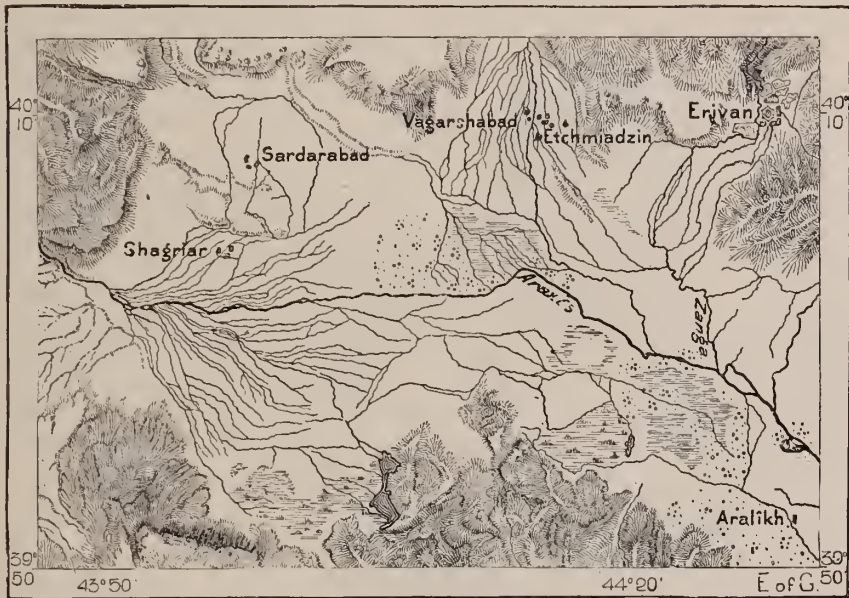 40° 10'
40° 10'
Erivan
Vagarshabad
Etchmiadzin
Sardarabad
Shagriar
Araxes
Zanga
Aralikh
39° 50'
39° 50'
43° 50
44° 20'
E of G.